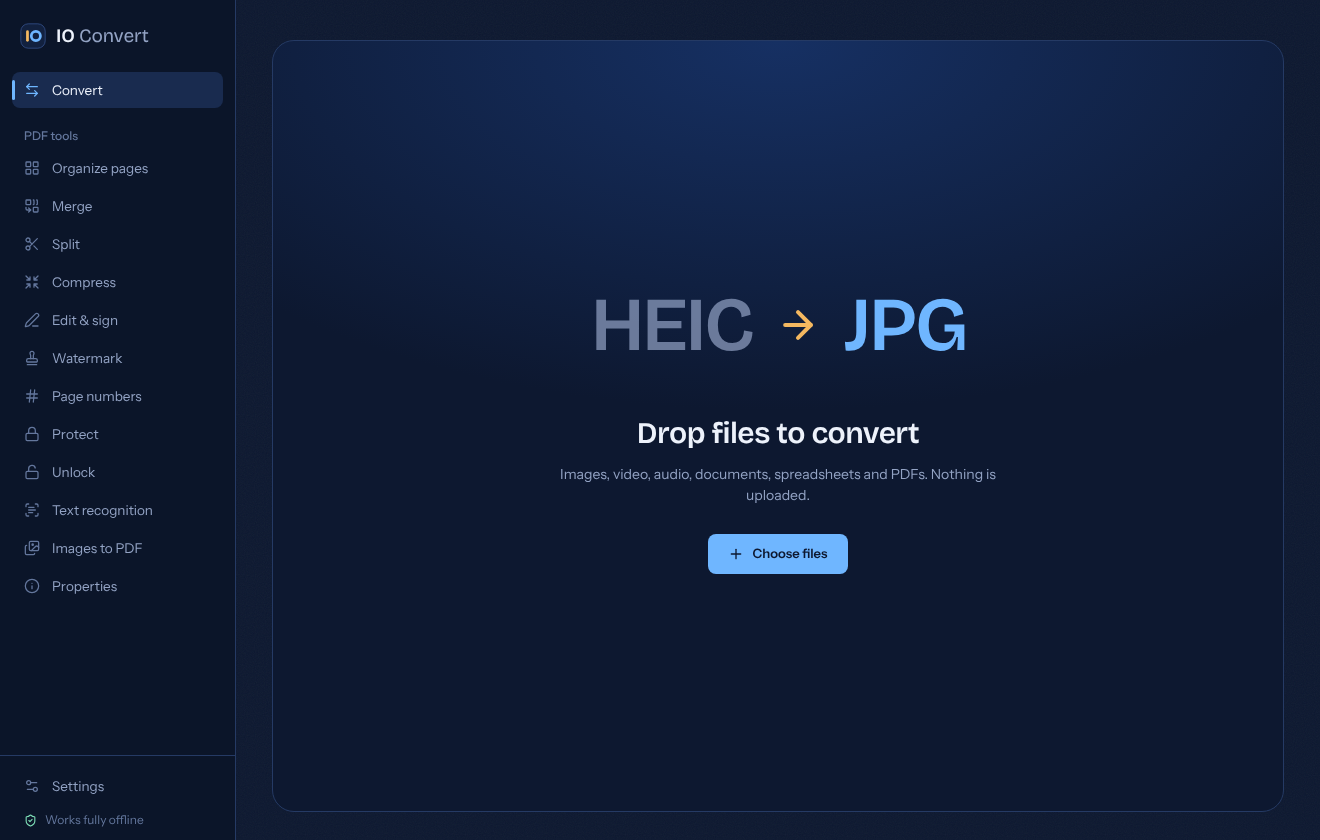 IO Convert
Convert
PDF tools
Organize pages
Merge
Split
Compress
Edit & sign
Watermark
Page numbers
Protect
Unlock
Text recognition
Images to PDF
Properties
Settings
Works fully offline
HEIC → JPG
Drop files to convert
Images, video, audio, documents, spreadsheets and PDFs. Nothing is
uploaded.
Choose files